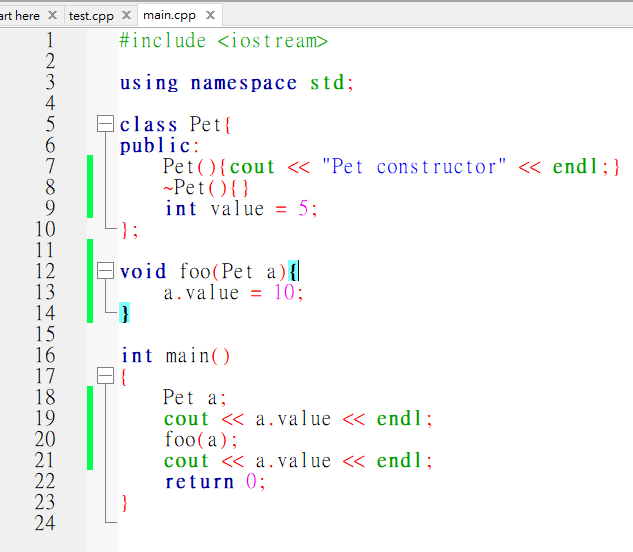 art here × test.cpp × main.cpp ×
1 #include <iostream>
2
3 using namespace std;
4
5 class Pet{
6 public:
7 Pet(){cout << "Pet constructor" << endl;}
8 ~Pet(){}
9 int value = 5;
10 };
11
12 void foo(Pet a){
13 a.value = 10;
14 }
15
16 int main()
17 {
18 Pet a;
19 cout << a.value << endl;
20 foo(a);
21 cout << a.value << endl;
22 return 0;
23 }
24